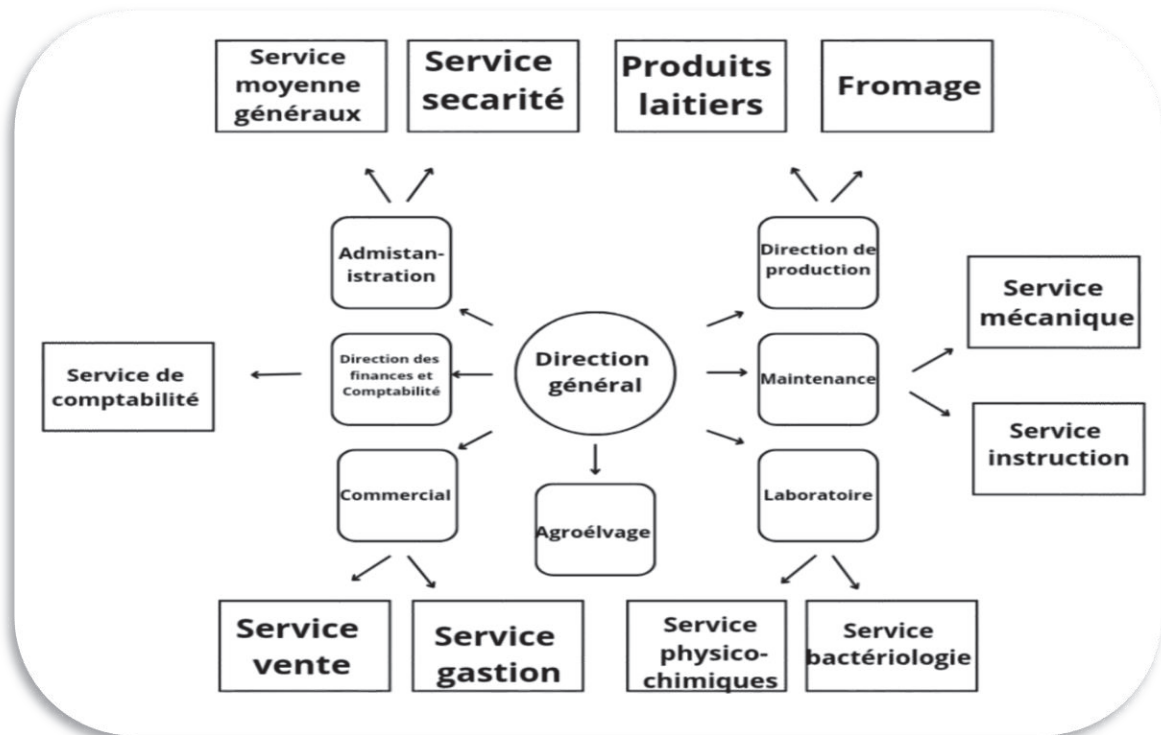 Service
moyenne
généraux
Service
secarité
Produits
laitiers
Fromage
Admistan-
istration
Direction de
production
Service
mécanique
Direction des
finances et
Comptabilité
Direction
général
Maintenance
Service de
comptabilité
Service
instruction
Commercial
Agroélvage
Laboratoire
Service
vente
Service
gastion
Service
physico-
chimiques
Service
bactériologie